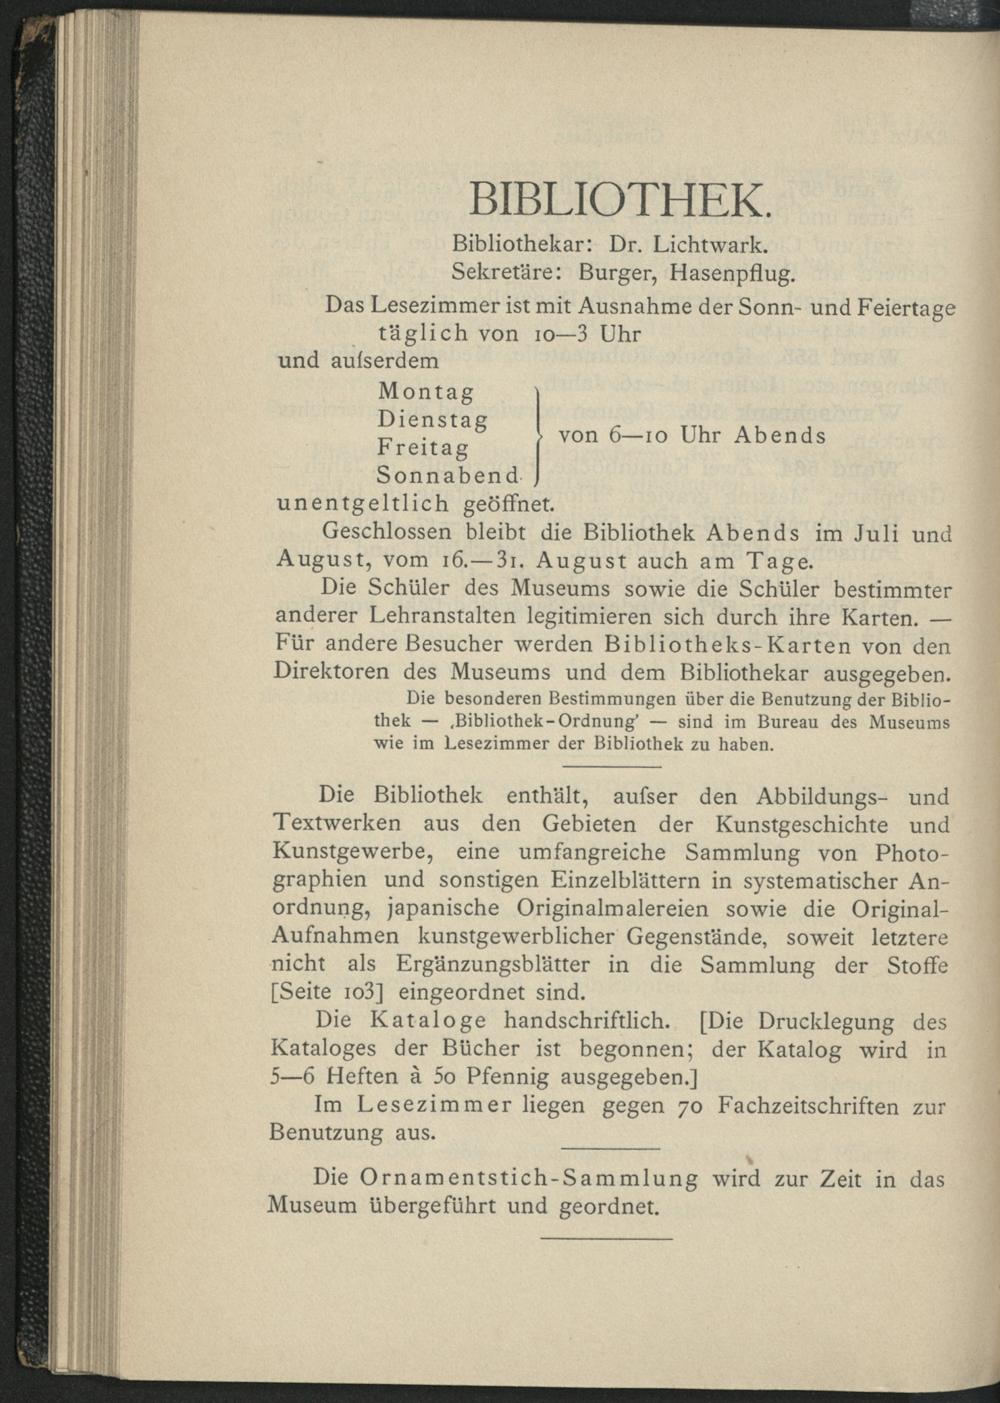 BIBLIOTHEK.
Bibliothekar: Dr. Lichtwark.
Sekretäre: Burger, Hasenpflug.
Das Lesezimmer ist mit Ausnahme der Sonn- und Feiertage
täglich von 10—3 Uhr
und auſserdem
Montag
Dienstag
Freitag
Sonnabend
von 6—10 Uhr Abends
unentgeltlich geöffnet.
Geschlossen bleibt die Bibliothek Abends im Juli und
August, vom 16.—31. August auch am Tage.
Die Schüler des Museums sowie die Schüler bestimmter
anderer Lehranstalten legitimieren sich durch ihre Karten. —
Für andere Besucher werden Bibliotheks-Karten von den
Direktoren des Museums und dem Bibliothekar ausgegeben.
Die besonderen Bestimmungen über die Benutzung der Biblio-
thek — ‚Bibliothek-Ordnung’ — sind im Bureau des Museums
wie im Lesezimmer der Bibliothek zu haben.
Die Bibliothek enthält, auſser den Abbildungs- und
Textwerken aus den Gebieten der Kunstgeschichte und
Kunstgewerbe, eine umfangreiche Sammlung von Photo-
graphien und sonstigen Einzelblättern in systematischer An-
ordnung, japanische Originalmalereien sowie die Original-
Aufnahmen kunstgewerblicher Gegenstände, soweit letztere
nicht als Ergänzungsblätter in die Sammlung der Stoffe
[Seite 103] eingeordnet sind.
Die Kataloge handschriftlich. [Die Drucklegung des
Kataloges der Bücher ist begonnen; der Katalog wird in
5—6 Heften à 50 Pfennig ausgegeben.]
Im Lesezimmer liegen gegen 70 Fachzeitschriften zur
Benutzung aus.
Die Ornamentstich-Sammlung wird zur Zeit in das
Museum übergeführt und geordnet.